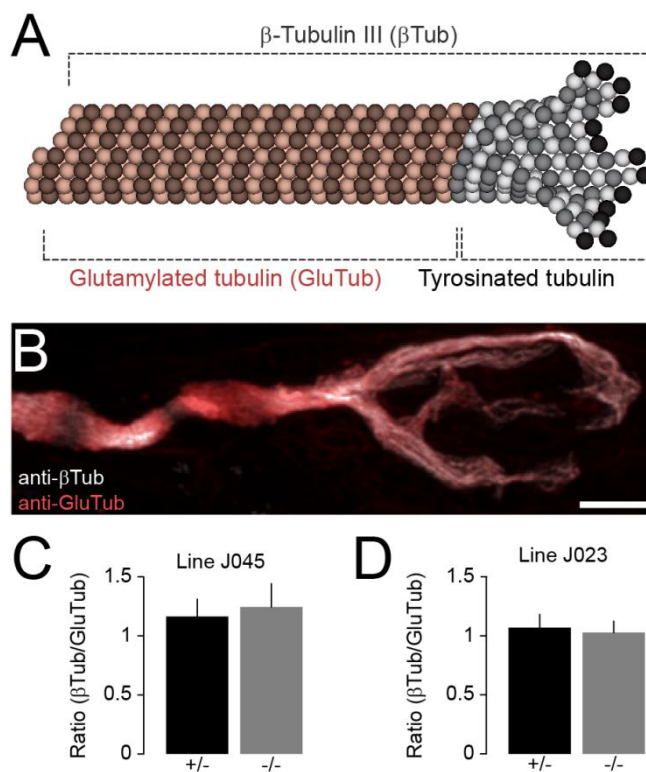 A
β-Tubulin III (βTub)
Glutamylated tubulin (GluTub)
Tyrosinated tubulin
B
anti-βTub
anti-GluTub
C
Line J045
Ratio (βTub/GluTub)
1.5
1
0.5
0
+/-
-/-
D
Line J023
Ratio (βTub/GluTub)
1.5
1
0.5
0
+/-
-/-